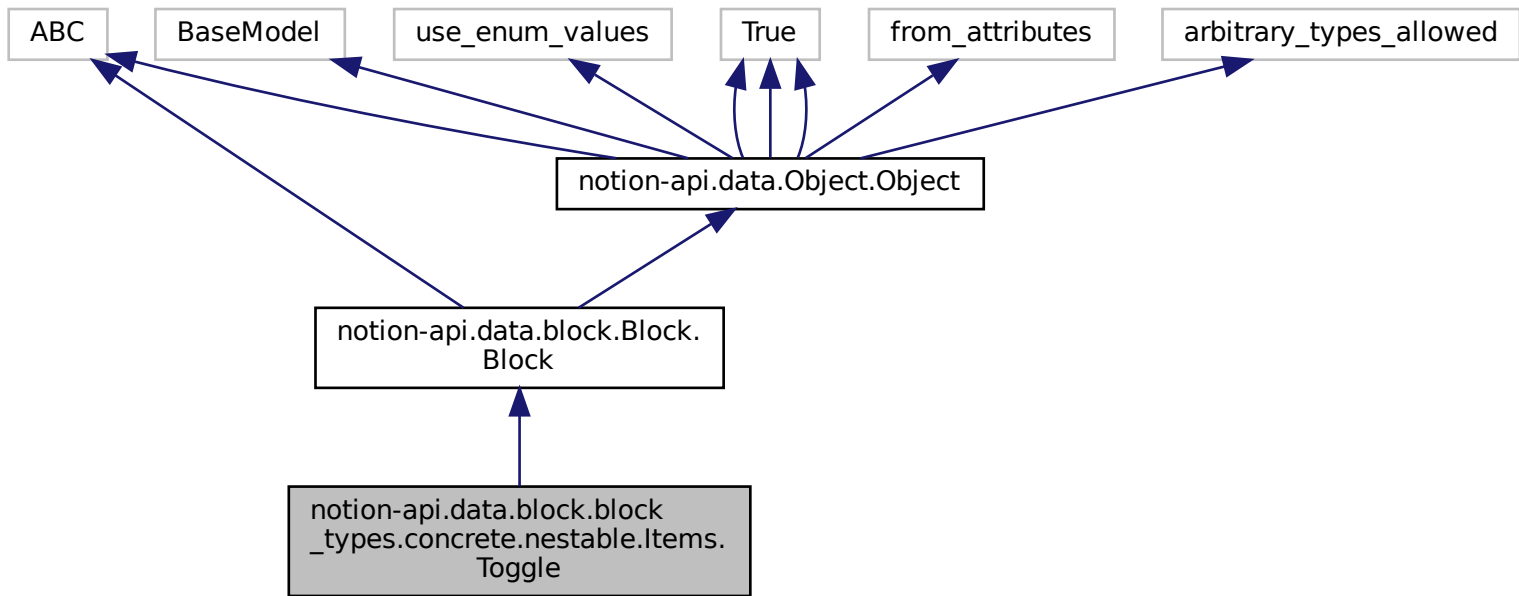 ABC
BaseModel
use_enum_values
True
from_attributes
arbitrary_types_allowed
notion-api.data.Object.Object
notion-api.data.block.Block.
Block
notion-api.data.block.block
_types.concrete.nestable.Items.
Toggle